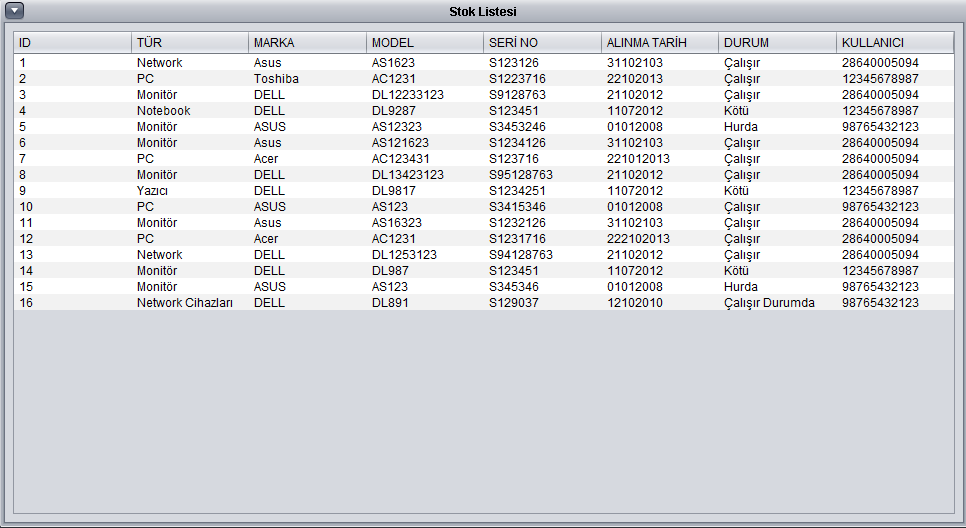 Stok Listesi
ID TÜR MARKA MODEL SERİ NO ALINMA TARİH DURUM KULLANICI
1 Network Asus AS1623 S123126 31102103 Çalışır 28640005094
2 PC Toshiba AC1231 S1223716 22102013 Çalışır 12345678987
3 Monitör DELL DL12233123 S9128763 21102012 Çalışır 28640005094
4 Notebook DELL DL9287 S123451 11072012 Kötü 12345678987
5 Monitör ASUS AS12323 S3453246 01012008 Hurda 98765432123
6 Monitör Asus AS121623 S1234126 31102103 Çalışır 28640005094
7 PC Acer AC123431 S123716 221012013 Çalışır 28640005094
8 Monitör DELL DL13423123 S95128763 21102012 Çalışır 28640005094
9 Yazıcı DELL DL9817 S1234251 11072012 Kötü 12345678987
10 PC ASUS AS123 S3415346 01012008 Çalışır 98765432123
11 Monitör Asus AS16323 S1232126 31102103 Çalışır 28640005094
12 PC Acer AC1231 S1231716 222102013 Çalışır 28640005094
13 Network DELL DL1253123 S94128763 21102012 Çalışır 28640005094
14 Monitör DELL DL987 S123451 11072012 Kötü 12345678987
15 Monitör ASUS AS123 S345346 01012008 Hurda 98765432123
16 Network Cihazları DELL DL891 S129037 12102010 Çalışır Durumda 98765432123